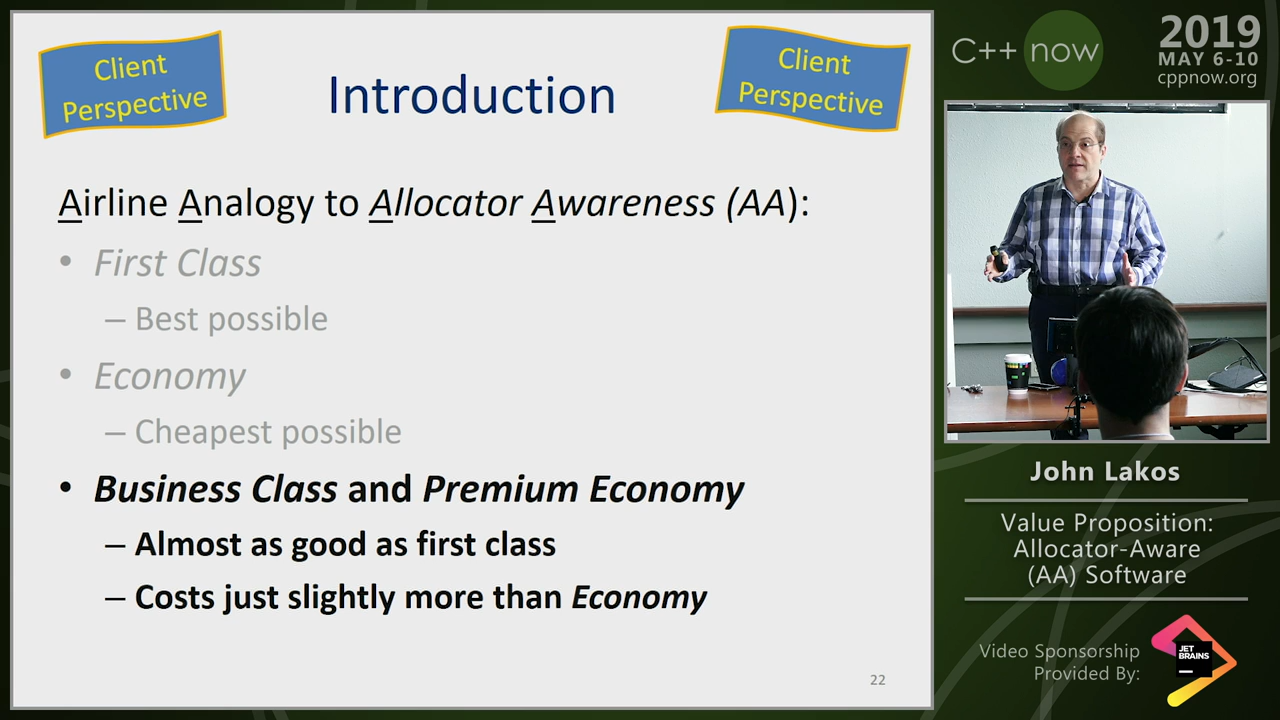 Client
Perspective
Introduction
Client
Perspective
Airline Analogy to Allocator Awareness (AA):
• First Class
– Best possible
• Economy
– Cheapest possible
• Business Class and Premium Economy
– Almost as good as first class
– Costs just slightly more than Economy
22
C++ now
2019
MAY 6-10
cppnow.org
John Lakos
Value Proposition:
Allocator-Aware
(AA) Software
Video Sponsorship
Provided By:
JET
BRAINS